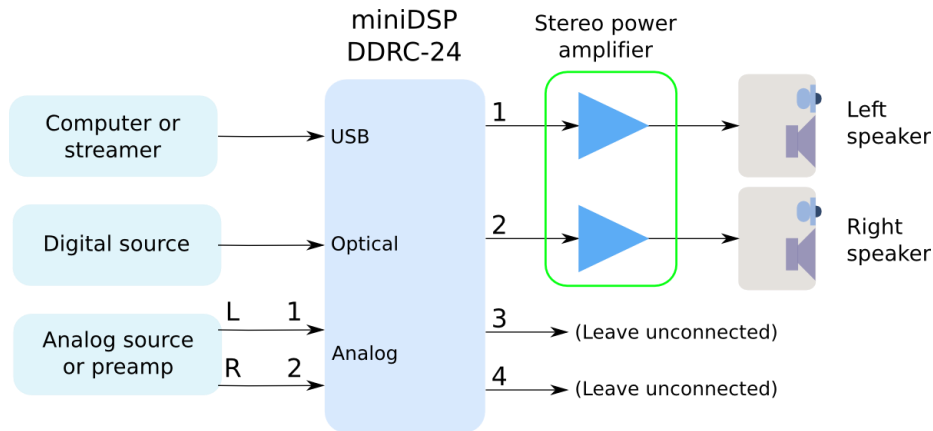 miniDSP
DDRC-24
Stereo power
amplifier
Computer or
streamer
USB
1
Left
speaker
Digital source
Optical
2
Right
speaker
Analog source
or preamp
L 1
R 2
Analog
3
(Leave unconnected)
4
(Leave unconnected)